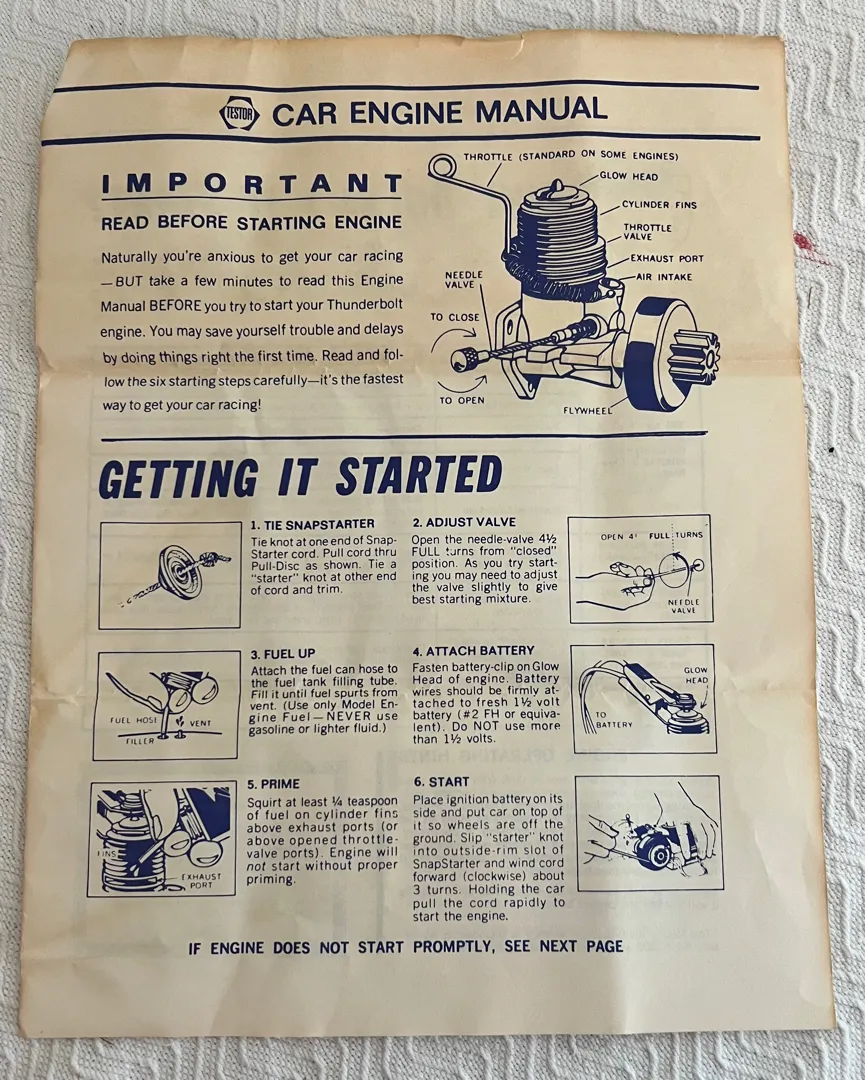 TESTOR
CAR ENGINE MANUAL
IMPORTANT
READ BEFORE STARTING ENGINE
Naturally you're anxious to get your car racing
—BUT take a few minutes to read this Engine
Manual BEFORE you try to start your Thunderbolt
engine. You may save yourself trouble and delays
by doing things right the first time. Read and fol-
low the six starting steps carefully—it's the fastest
way to get your car racing!
THROTTLE (STANDARD ON SOME ENGINES)
GLOW HEAD
CYLINDER FINS
THROTTLE
VALVE
EXHAUST PORT
AIR INTAKE
NEEDLE
VALVE
TO CLOSE
TO OPEN
FLYWHEEL
GETTING IT STARTED
1. TIE SNAPSTARTER
Tie knot at one end of Snap-
Starter cord. Pull cord thru
Pull-Disc as shown. Tie a
"starter" knot at other end
of cord and trim.
2. ADJUST VALVE
Open the needle-valve 4½
FULL turns from "closed"
position. As you try start-
ing you may need to adjust
the valve slightly to give
best starting mixture.
OPEN 4 FULL TURNS
NEEDLE
VALVE
FUEL HOSE
VENT
FILLER
3. FUEL UP
Attach the fuel can hose to
the fuel tank filling tube.
Fill it until fuel spurts from
vent. (Use only Model En-
gine Fuel—NEVER use
gasoline or lighter fluid.)
4. ATTACH BATTERY
Fasten battery-clip on Glow
Head of engine. Battery
wires should be firmly at-
tached to fresh 1½ volt
battery (#2 FH or equiva-
lent). Do NOT use more
than 1½ volts.
GLOW
HEAD
TO
BATTERY
FINS
EXHAUST
PORT
5. PRIME
Squirt at least ¼ teaspoon
of fuel on cylinder fins
above exhaust ports (or
above opened throttle-
valve ports). Engine will
not start without proper
priming.
6. START
Place ignition battery on its
side and put car on top of
it so wheels are off the
ground. Slip "starter" knot
into outside-rim slot of
SnapStarter and wind cord
forward (clockwise) about
3 turns. Holding the car
pull the cord rapidly to
start the engine.
IF ENGINE DOES NOT START PROMPTLY, SEE NEXT PAGE